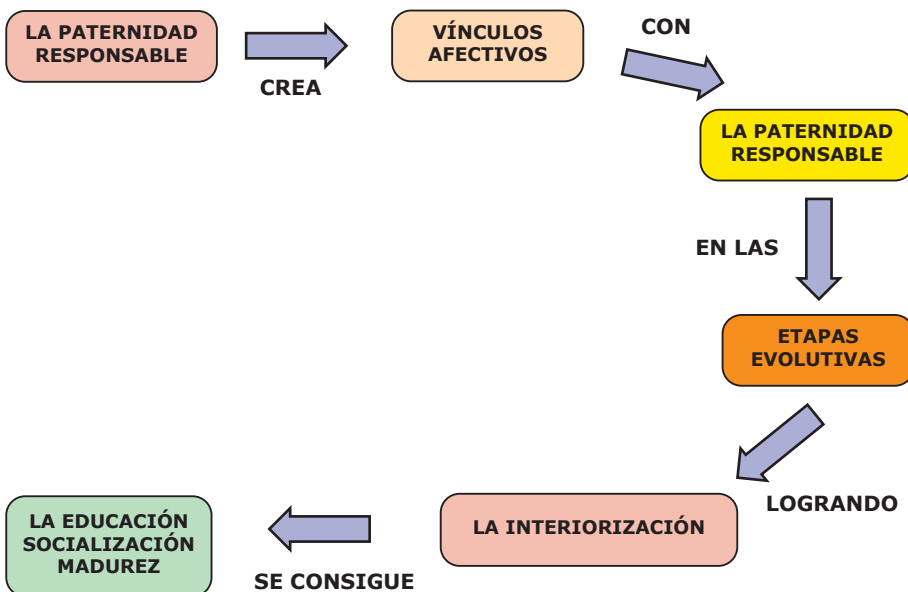 LA PATERNIDAD
RESPONSABLE
CREA
VÍNCULOS
AFECTIVOS
CON
LA PATERNIDAD
RESPONSABLE
EN LAS
ETAPAS
EVOLUTIVAS
LOGRANDO
LA INTERIORIZACIÓN
SE CONSIGUE
LA EDUCACIÓN
SOCIALIZACIÓN
MADUREZ